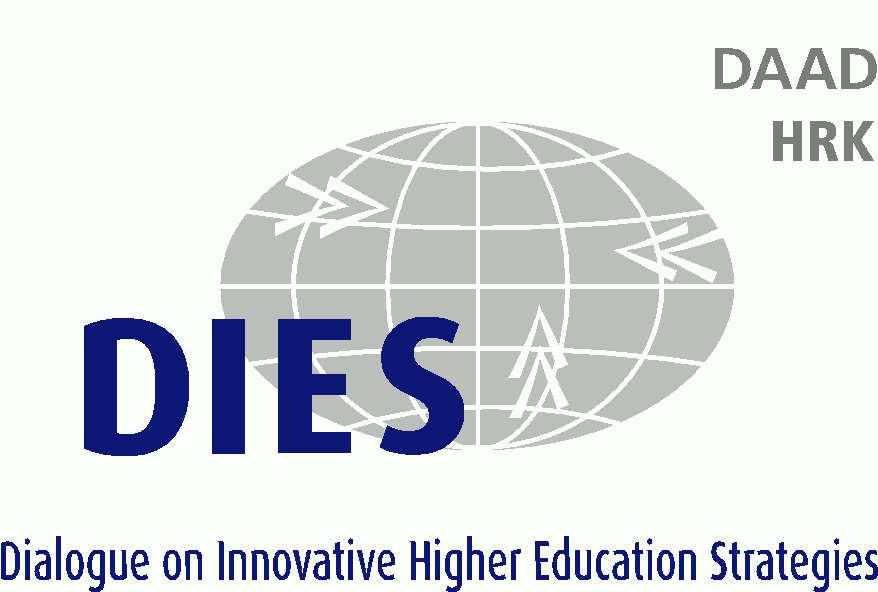 DAAD
HRK
DIES
Dialogue on Innovative Higher Education Strategies